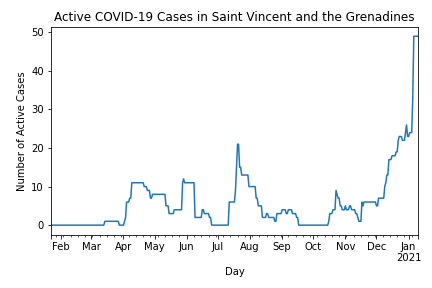 Active COVID-19 Cases in Saint Vincent and the Grenadines
Number of Active Cases
50
40
30
20
10
0
Feb Mar Apr May Jun Jul Aug Sep Oct Nov Dec Jan
2021
Day